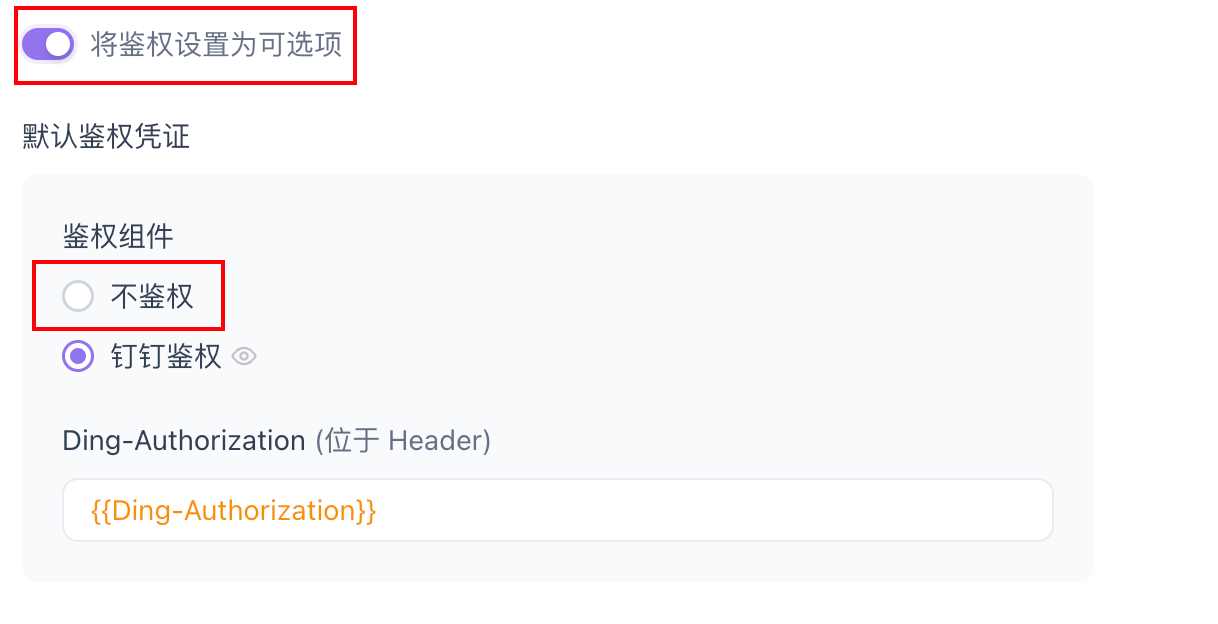 将鉴权设置为可选项
默认鉴权凭证
鉴权组件
不鉴权
钉钉鉴权
Ding-Authorization (位于 Header)
{{Ding-Authorization}}